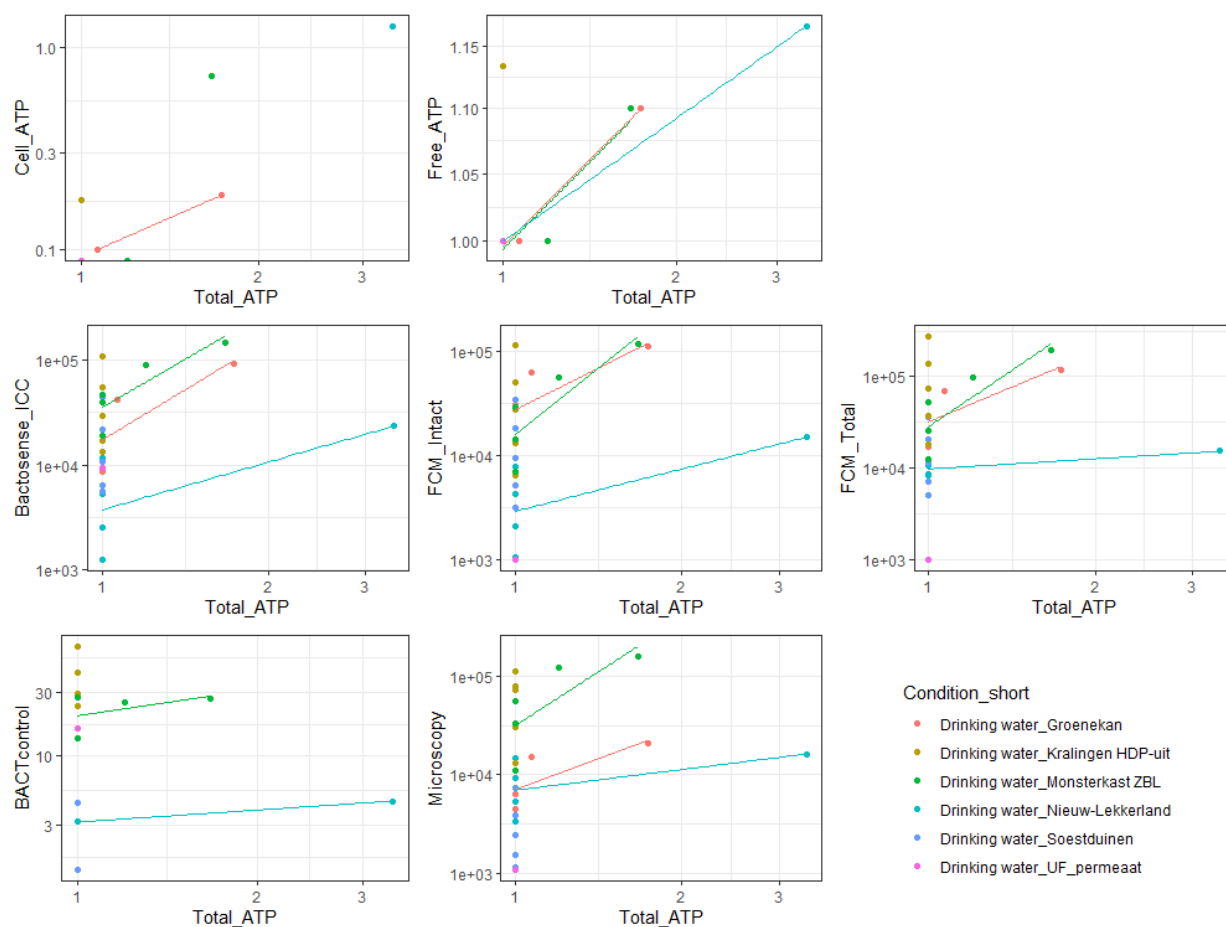 Cell_ATP
1.0
0.3
0.1
1 2 3
Total_ATP
Free_ATP
1.15
1.10
1.05
1.00
1 2 3
Total_ATP
Bactosense_ICC
1e+05
1e+04
1e+03
1 2 3
Total_ATP
FCM_Intact
1e+05
1e+04
1e+03
1 2 3
Total_ATP
FCM_Total
1e+05
1e+04
1e+03
1 2 3
Total_ATP
BACTcontrol
30
10
3
1 2 3
Total_ATP
Microscopy
1e+05
1e+04
1e+03
1 2 3
Total_ATP
Condition_short
Drinking water_Groenekan
Drinking water_Kralingen HDP-uit
Drinking water_Monsterkast ZBL
Drinking water_Nieuw-Lekkerland
Drinking water_Soestduinen
Drinking water_UF_permeaat